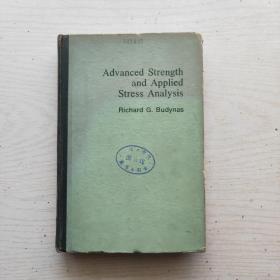 Advanced Strength
and Applied
Stress Analysis
Richard G. Budynas